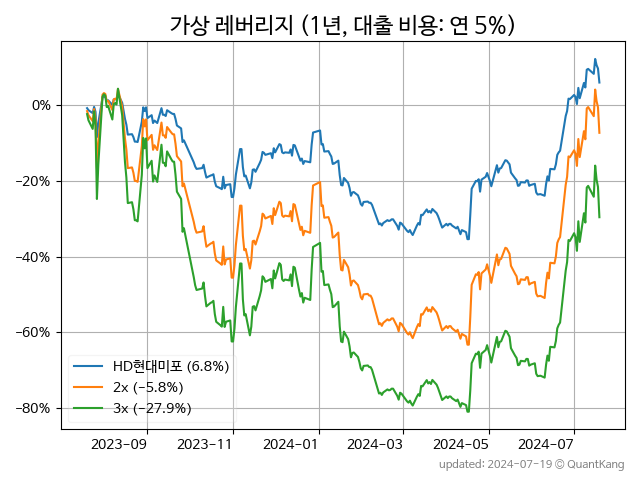 가상 레버리지 (1년, 대출 비용: 연 5%)
0%
−20%
−40%
−60%
−80%
HD현대미포 (6.8%)
2x (−5.8%)
3x (−27.9%)
2023-09 2023-11 2024-01 2024-03 2024-05 2024-07
updated: 2024-07-19 © QuantKang